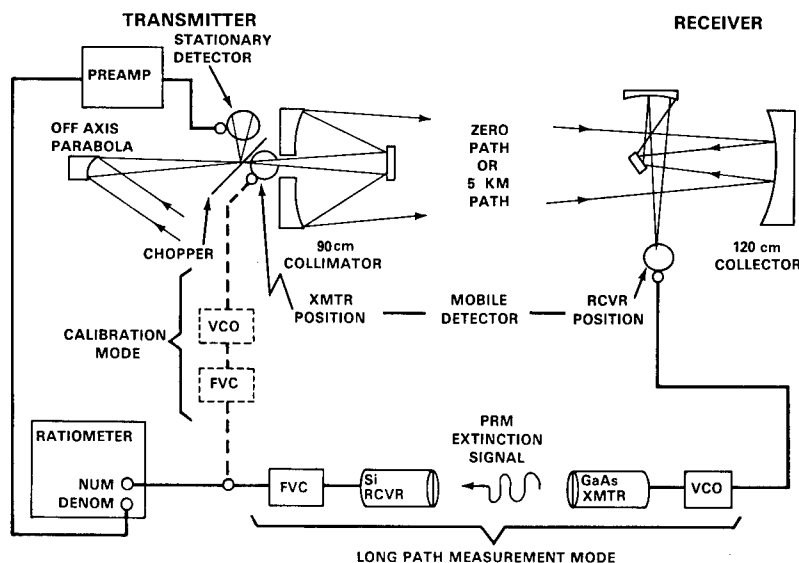 TRANSMITTER
RECEIVER
STATIONARY
DETECTOR
PREAMP
OFF AXIS
PARABOLA
ZERO
PATH
OR
5 KM
PATH
CHOPPER
90cm
COLLIMATOR
120 cm
COLLECTOR
CALIBRATION
MODE
VCO
FVC
XMTR
POSITION
MOBILE
DETECTOR
RCVR
POSITION
RATIOMETER
NUM
DENOM
FVC
Si
RCVR
PRM
EXTINCTION
SIGNAL
GaAs
XMTR
VCO
LONG PATH MEASUREMENT MODE